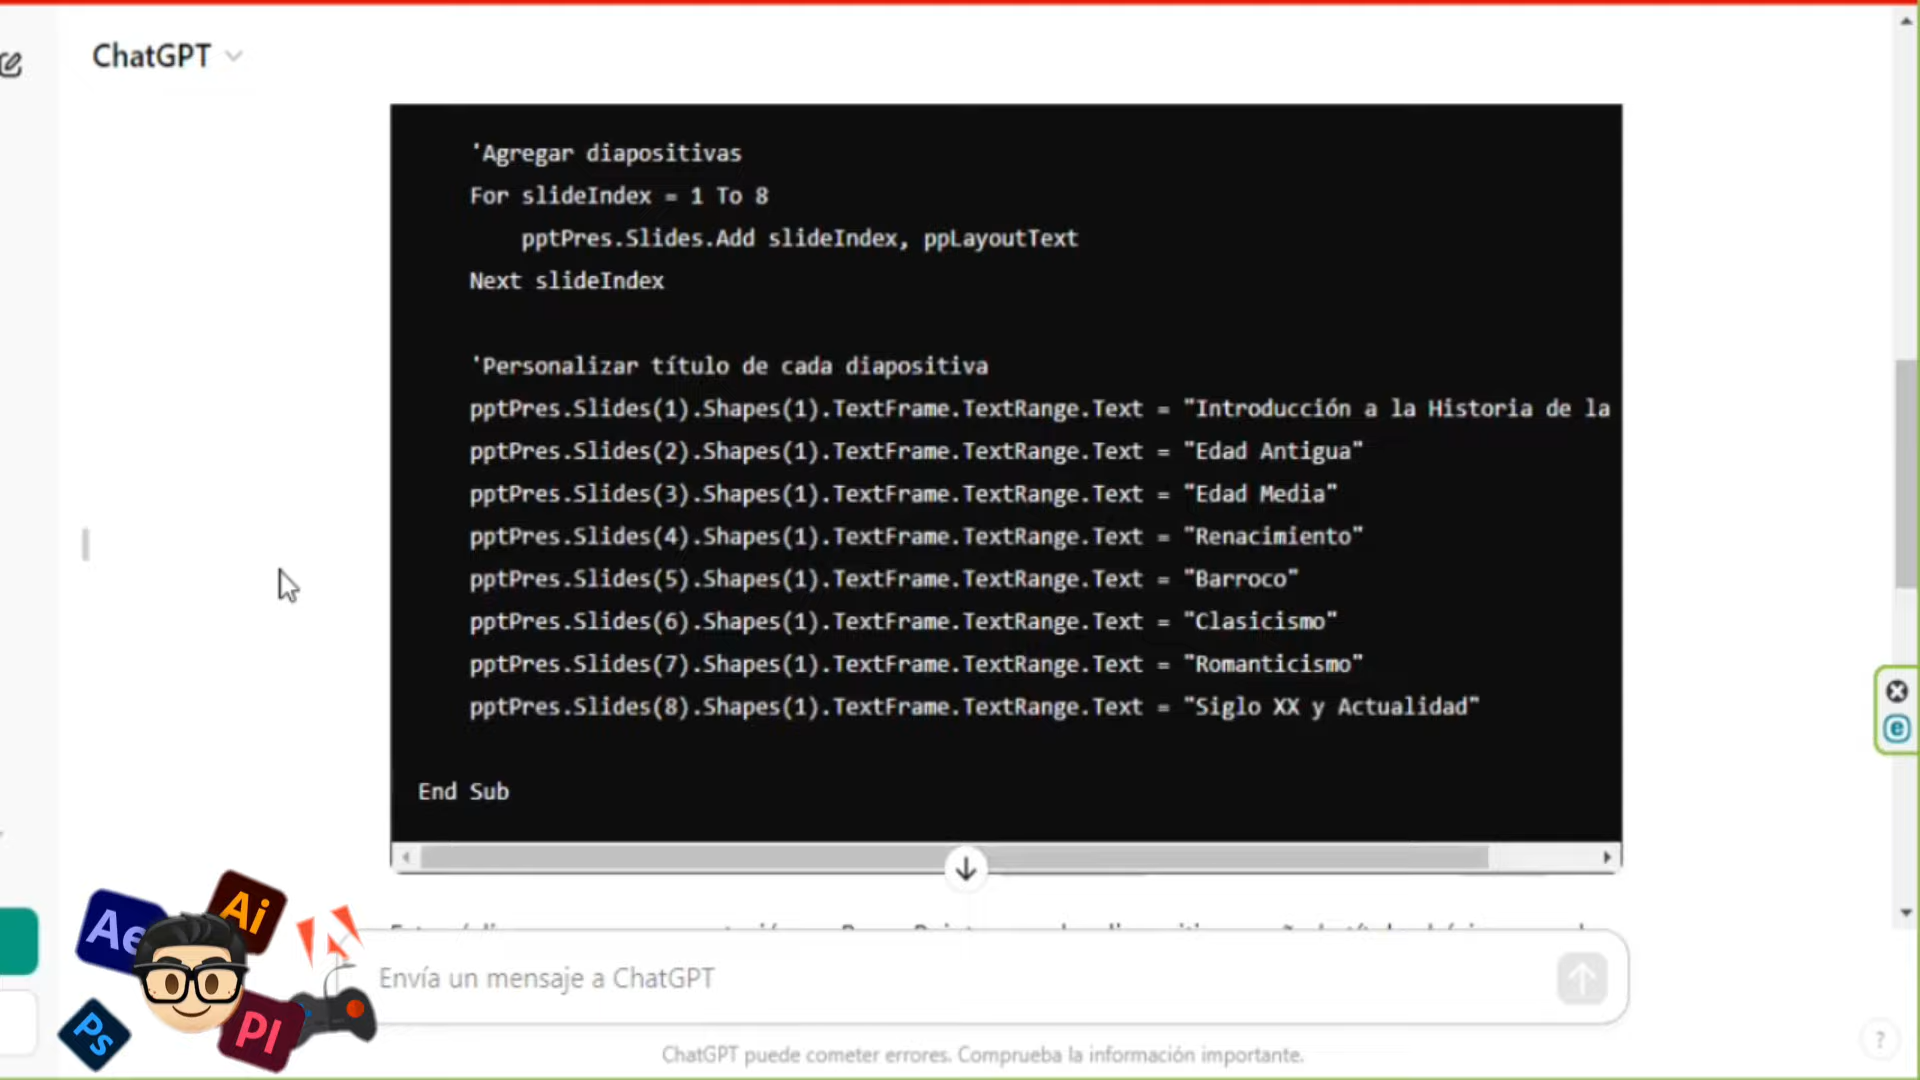 ChatGPT
'Agregar diapositivas
For slideIndex = 1 To 8
pptPres.Slides.Add slideIndex, ppLayoutText
Next slideIndex
'Personalizar título de cada diapositiva
pptPres.Slides(1).Shapes(1).TextFrame.TextRange.Text = "Introducción a la Historia de la
pptPres.Slides(2).Shapes(1).TextFrame.TextRange.Text = "Edad Antigua"
pptPres.Slides(3).Shapes(1).TextFrame.TextRange.Text = "Edad Media"
pptPres.Slides(4).Shapes(1).TextFrame.TextRange.Text = "Renacimiento"
pptPres.Slides(5).Shapes(1).TextFrame.TextRange.Text = "Barroco"
pptPres.Slides(6).Shapes(1).TextFrame.TextRange.Text = "Clasicismo"
pptPres.Slides(7).Shapes(1).TextFrame.TextRange.Text = "Romanticismo"
pptPres.Slides(8).Shapes(1).TextFrame.TextRange.Text = "Siglo XX y Actualidad"
End Sub
Ae
Ai
Ps
Pl
Envía un mensaje a ChatGPT
ChatGPT puede cometer errores. Comprueba la información importante.
?